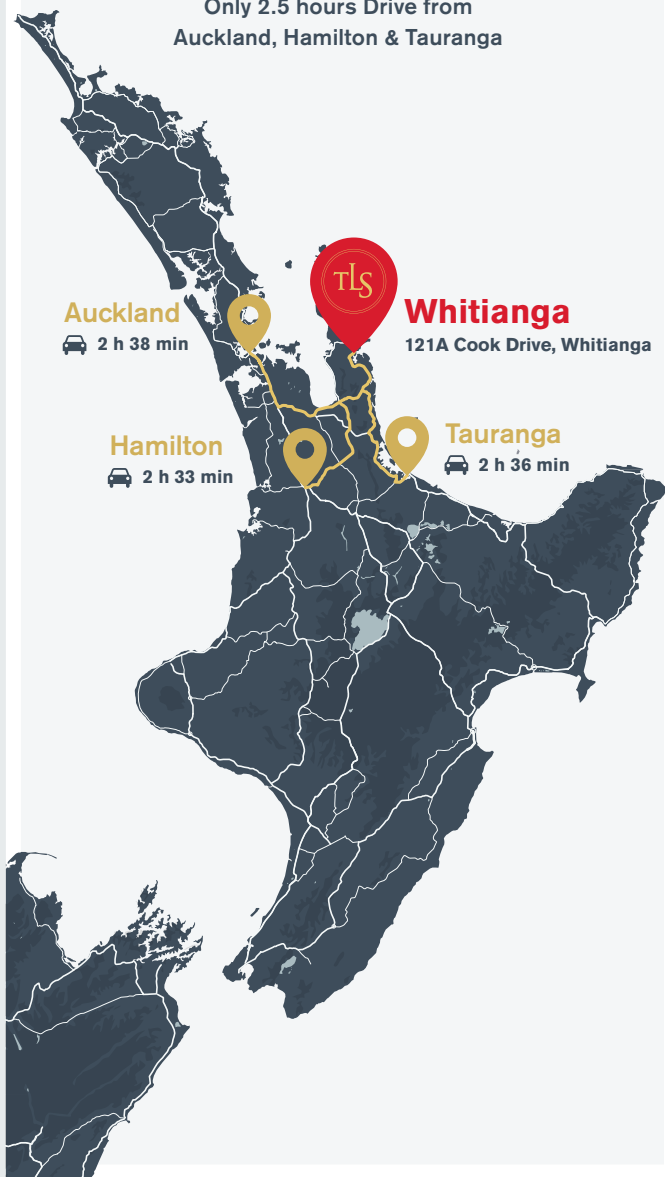 Only 2.5 hours Drive from
Auckland, Hamilton & Tauranga
TLS
Auckland
2 h 38 min
Whitianga
121A Cook Drive, Whitianga
Hamilton
2 h 33 min
Tauranga
2 h 36 min